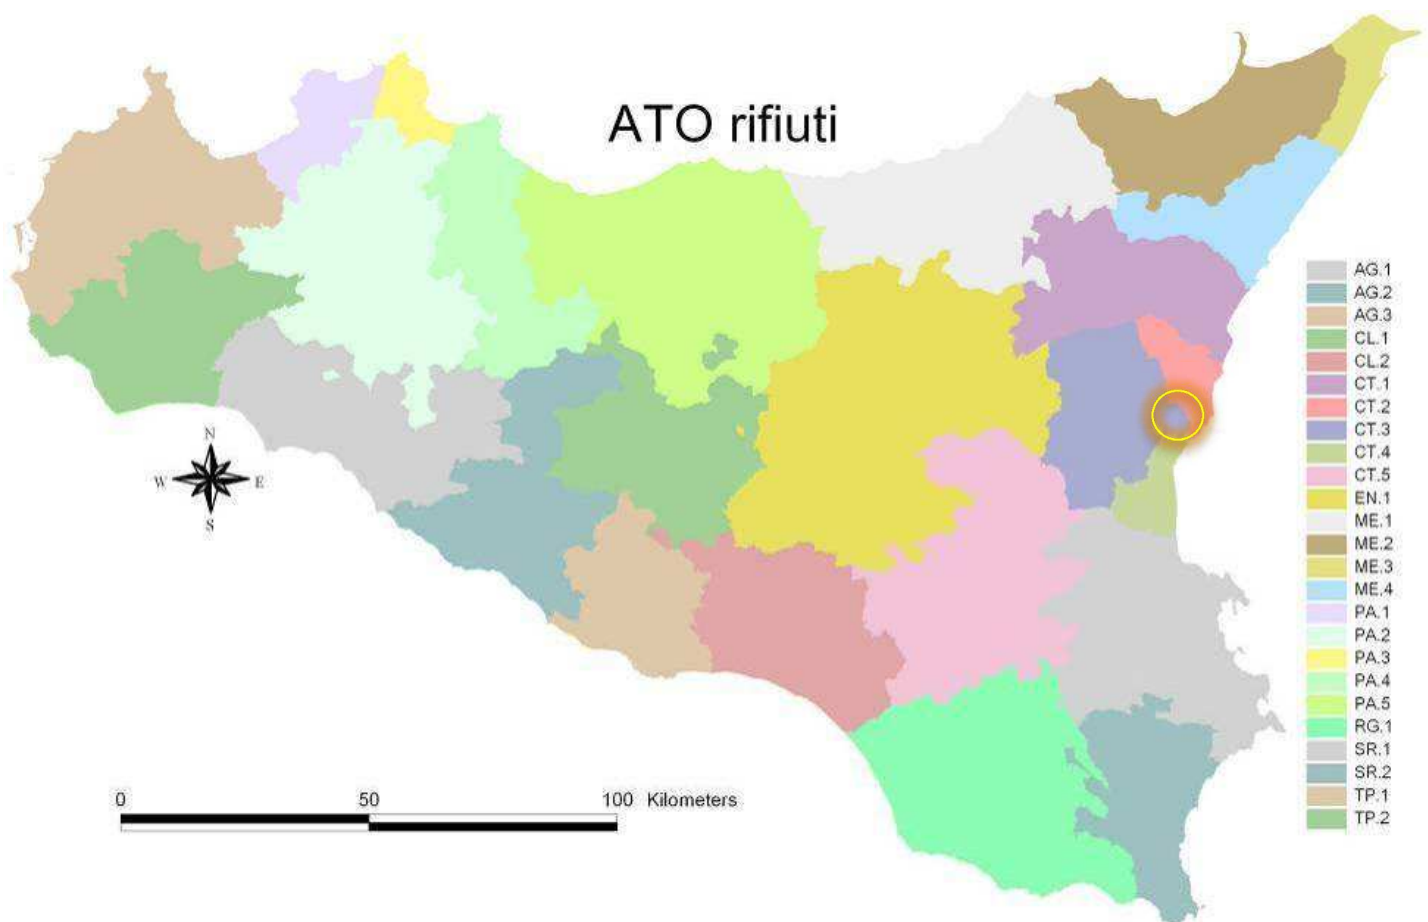 ATO rifiuti
N
W E
S
0 50 100 Kilometers
AG.1
AG.2
AG.3
CL.1
CL.2
CT.1
CT.2
CT.3
CT.4
CT.5
EN.1
ME.1
ME.2
ME.3
ME.4
PA.1
PA.2
PA.3
PA.4
PA.5
RG.1
SR.1
SR.2
TP.1
TP.2